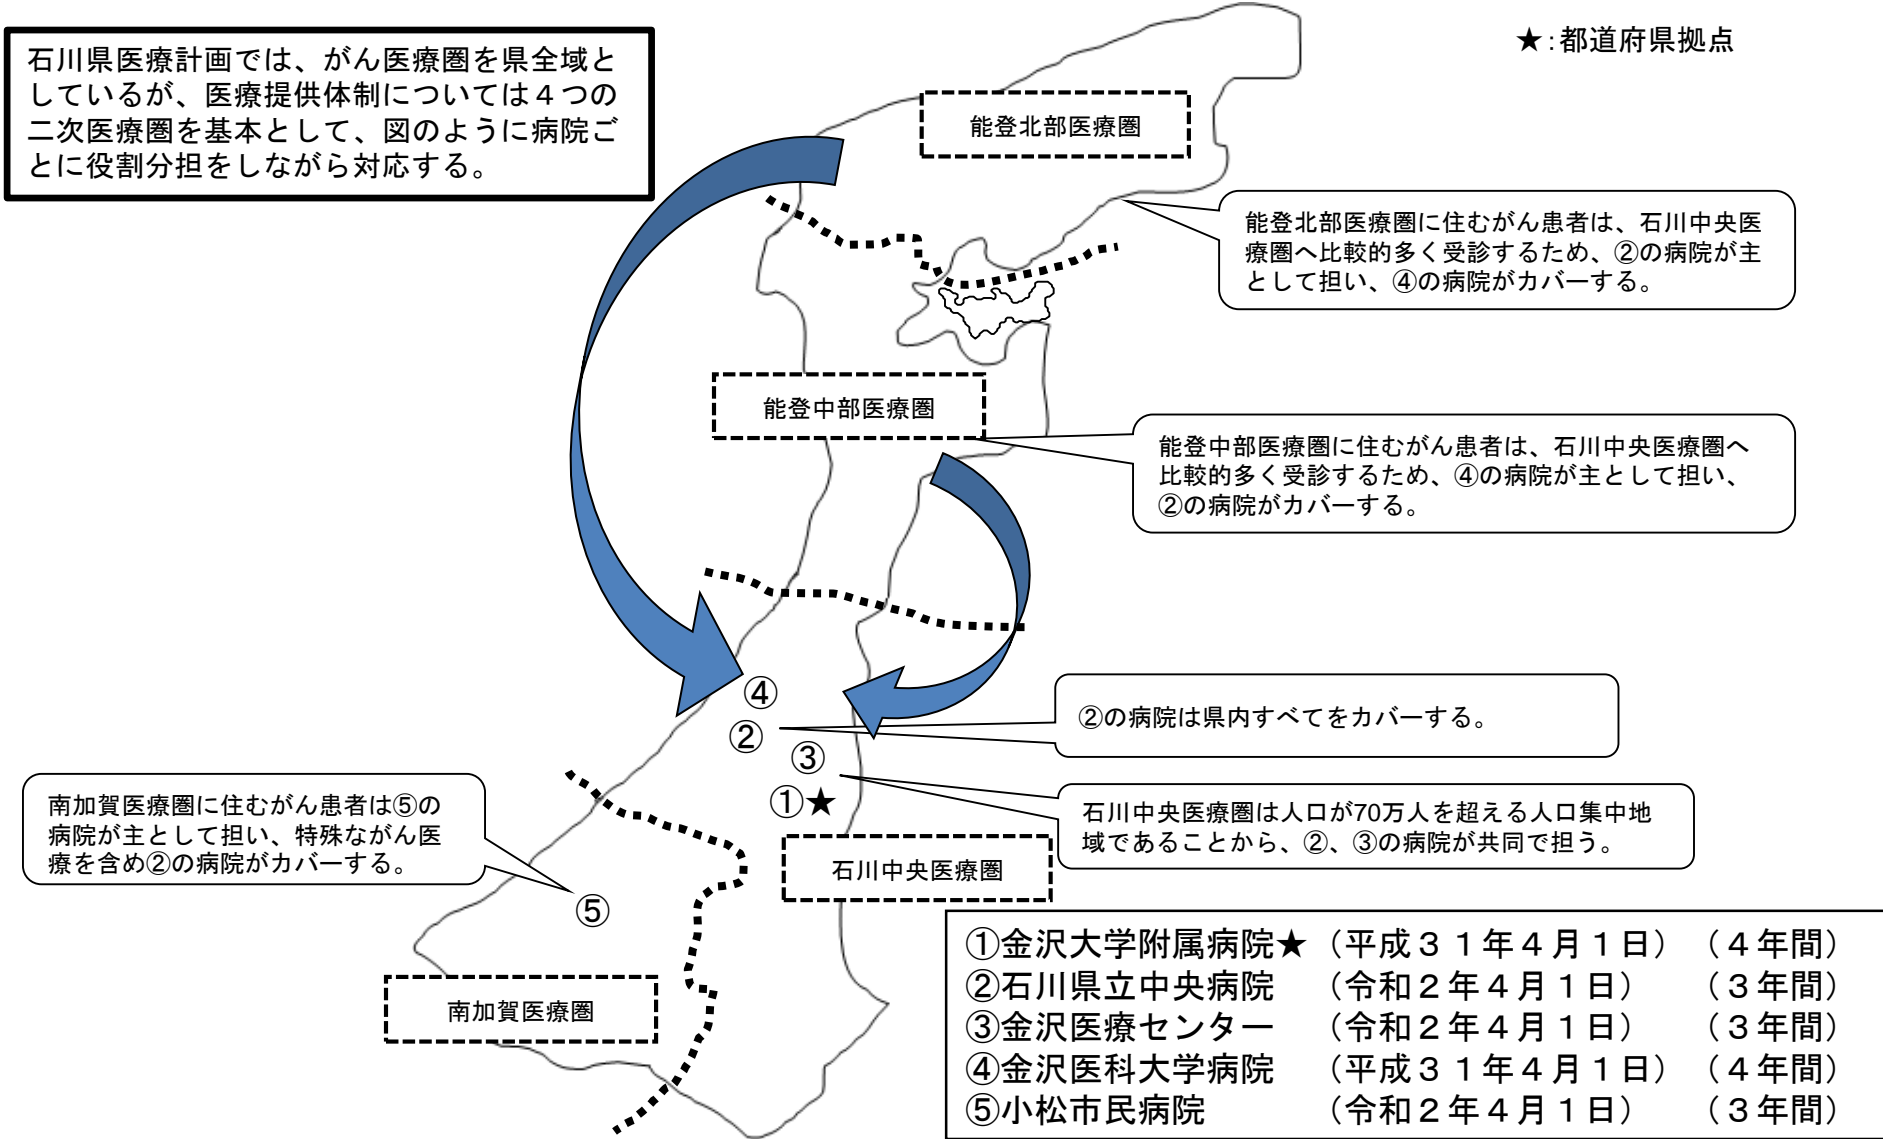 石川県医療計画では、がん医療圏を県全域と
しているが、医療提供体制については４つの
二次医療圏を基本として、図のように病院ご
とに役割分担をしながら対応する。
★：都道府県拠点
能登北部医療圏
能登北部医療圏に住むがん患者は、石川中央医
療圏へ比較的多く受診するため、②の病院が主
として担い、④の病院がカバーする。
能登中部医療圏
能登中部医療圏に住むがん患者は、石川中央医療圏へ
比較的多く受診するため、④の病院が主として担い、
②の病院がカバーする。
④
②
②の病院は県内すべてをカバーする。
③
①★
石川中央医療圏は人口が70万人を超える人口集中地
域であることから、②、③の病院が共同で担う。
南加賀医療圏に住むがん患者は⑤の
病院が主として担い、特殊ながん医
療を含め②の病院がカバーする。
石川中央医療圏
⑤
南加賀医療圏
①金沢大学附属病院★（平成３１年４月１日）（４年間）
②石川県立中央病院 （令和２年４月１日） （３年間）
③金沢医療センター （令和２年４月１日） （３年間）
④金沢医科大学病院 （平成３１年４月１日）（４年間）
⑤小松市民病院 （令和２年４月１日） （３年間）